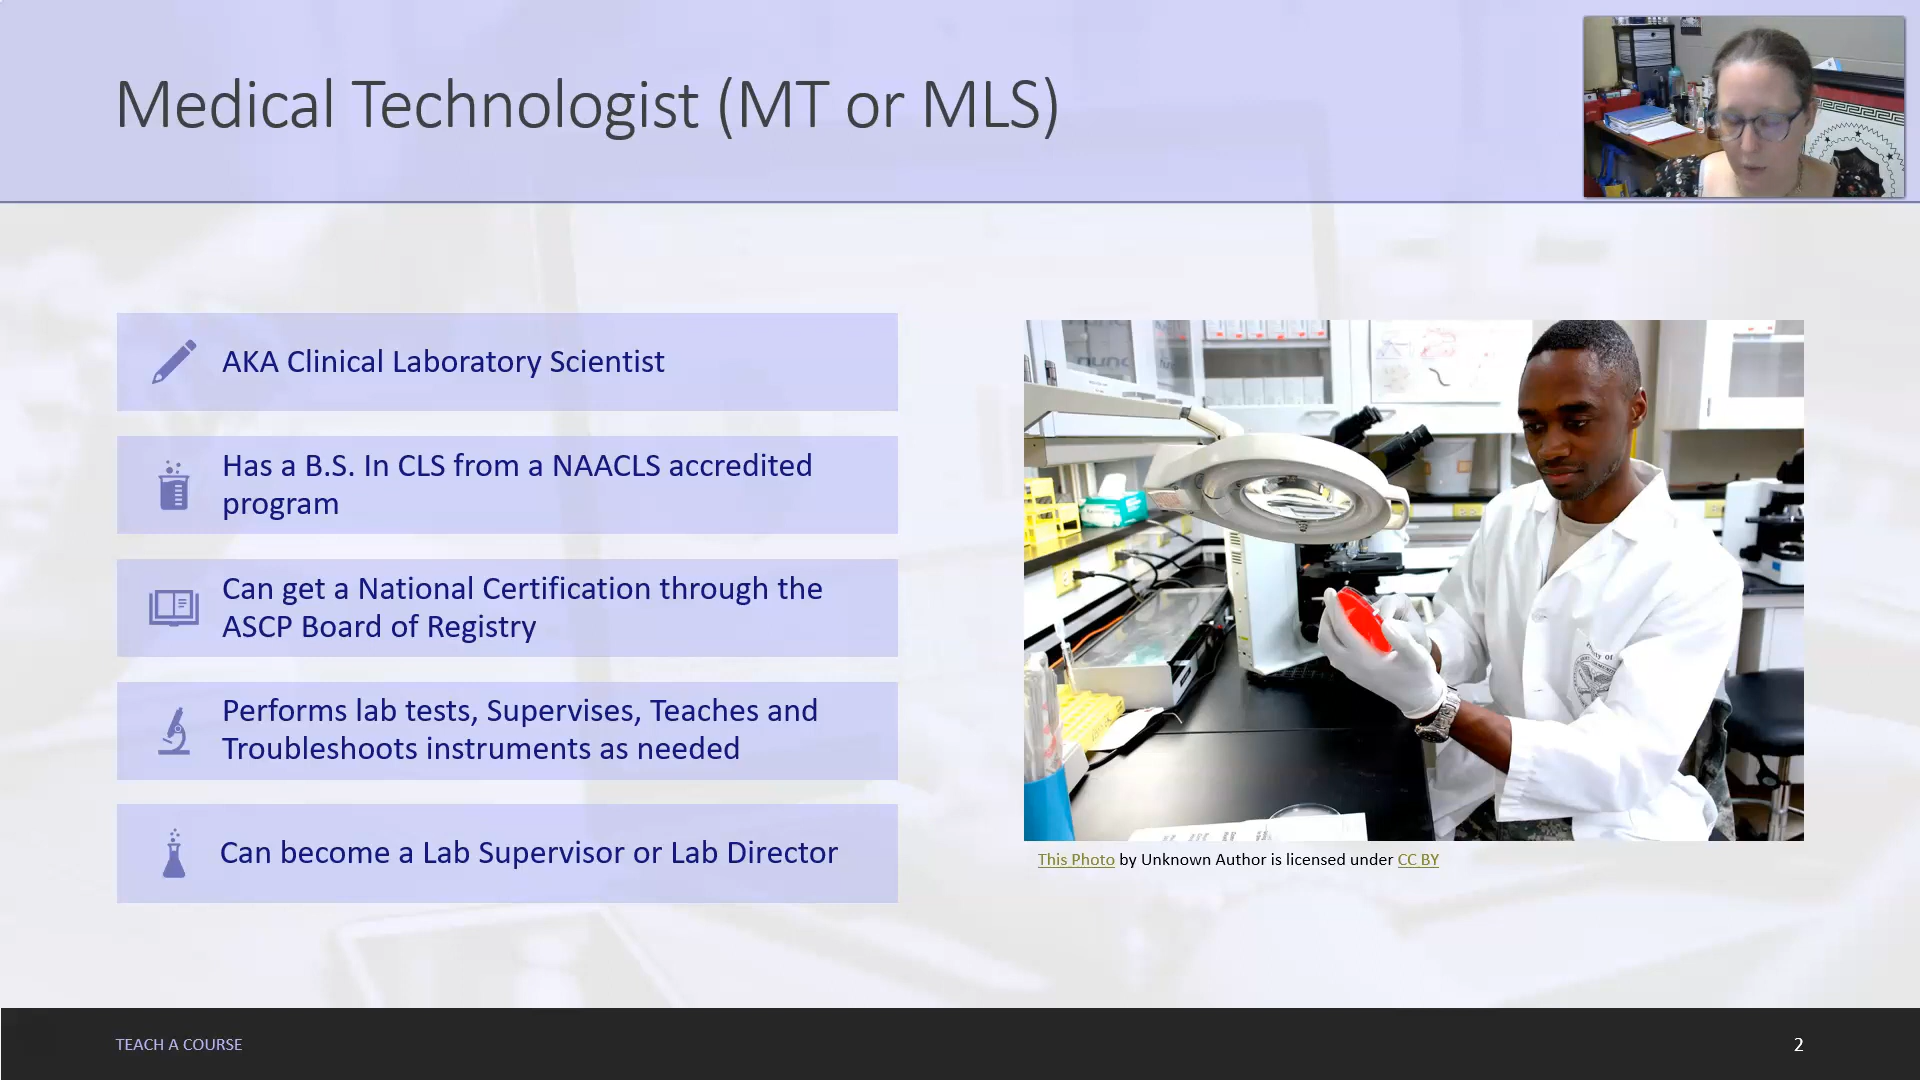 Medical Technologist (MT or MLS)
AKA Clinical Laboratory Scientist
Has a B.S. In CLS from a NAACLS accredited
program
Can get a National Certification through the
ASCP Board of Registry
Performs lab tests, Supervises, Teaches and
Troubleshoots instruments as needed
Can become a Lab Supervisor or Lab Director
This Photo by Unknown Author is licensed under CC BY
TEACH A COURSE
2